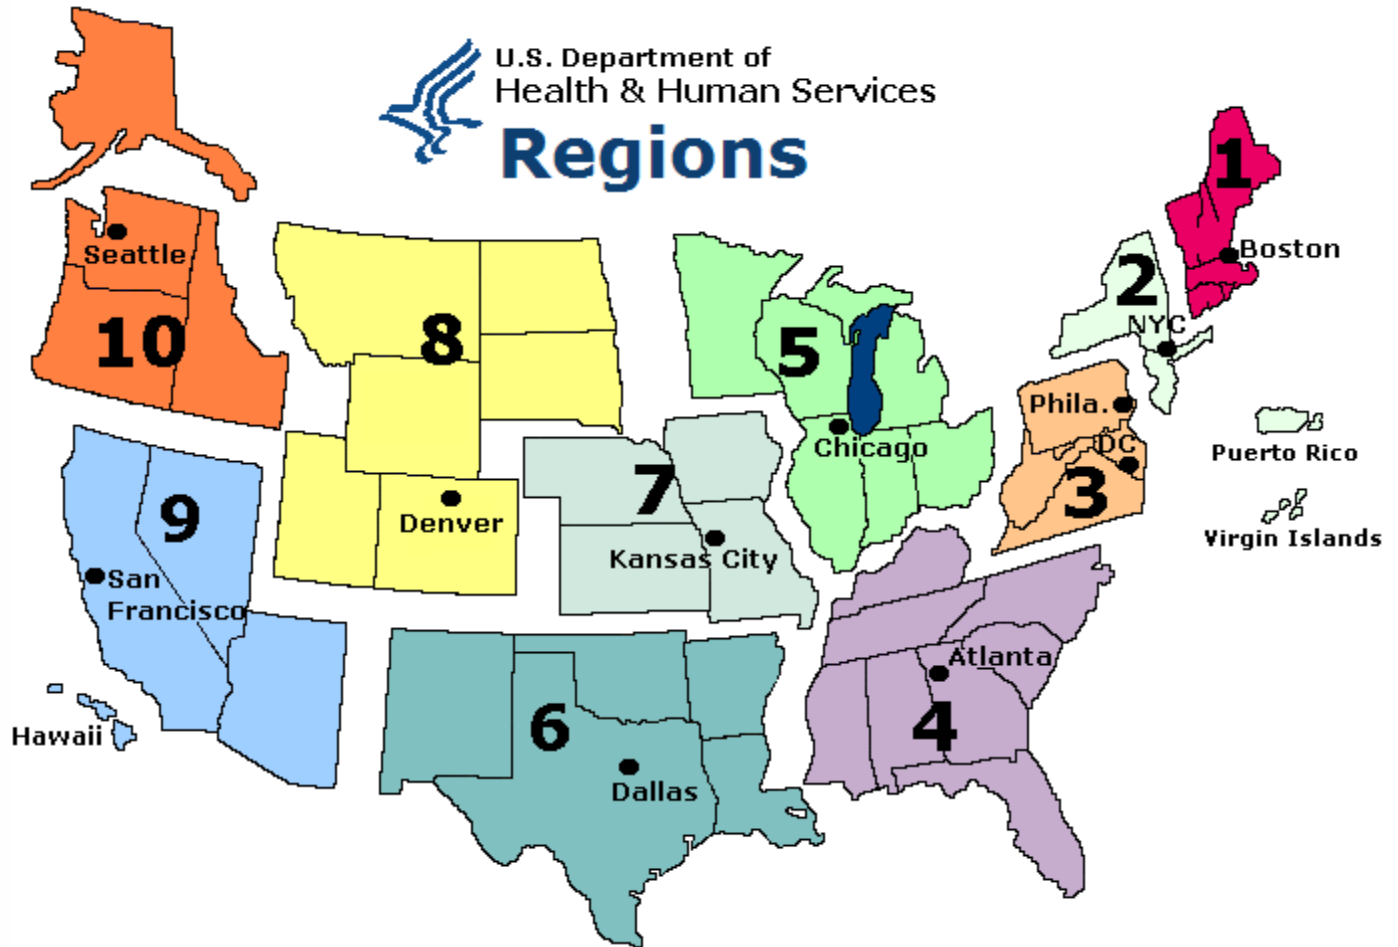 U.S. Department of
Health & Human Services
Regions
1
Boston
2
NYC
Seattle
10
8
5
Chicago
Phila.
DC
3
Puerto Rico
Virgin Islands
9
San
Francisco
Denver
7
Kansas City
Hawaii
6
Dallas
Atlanta
4